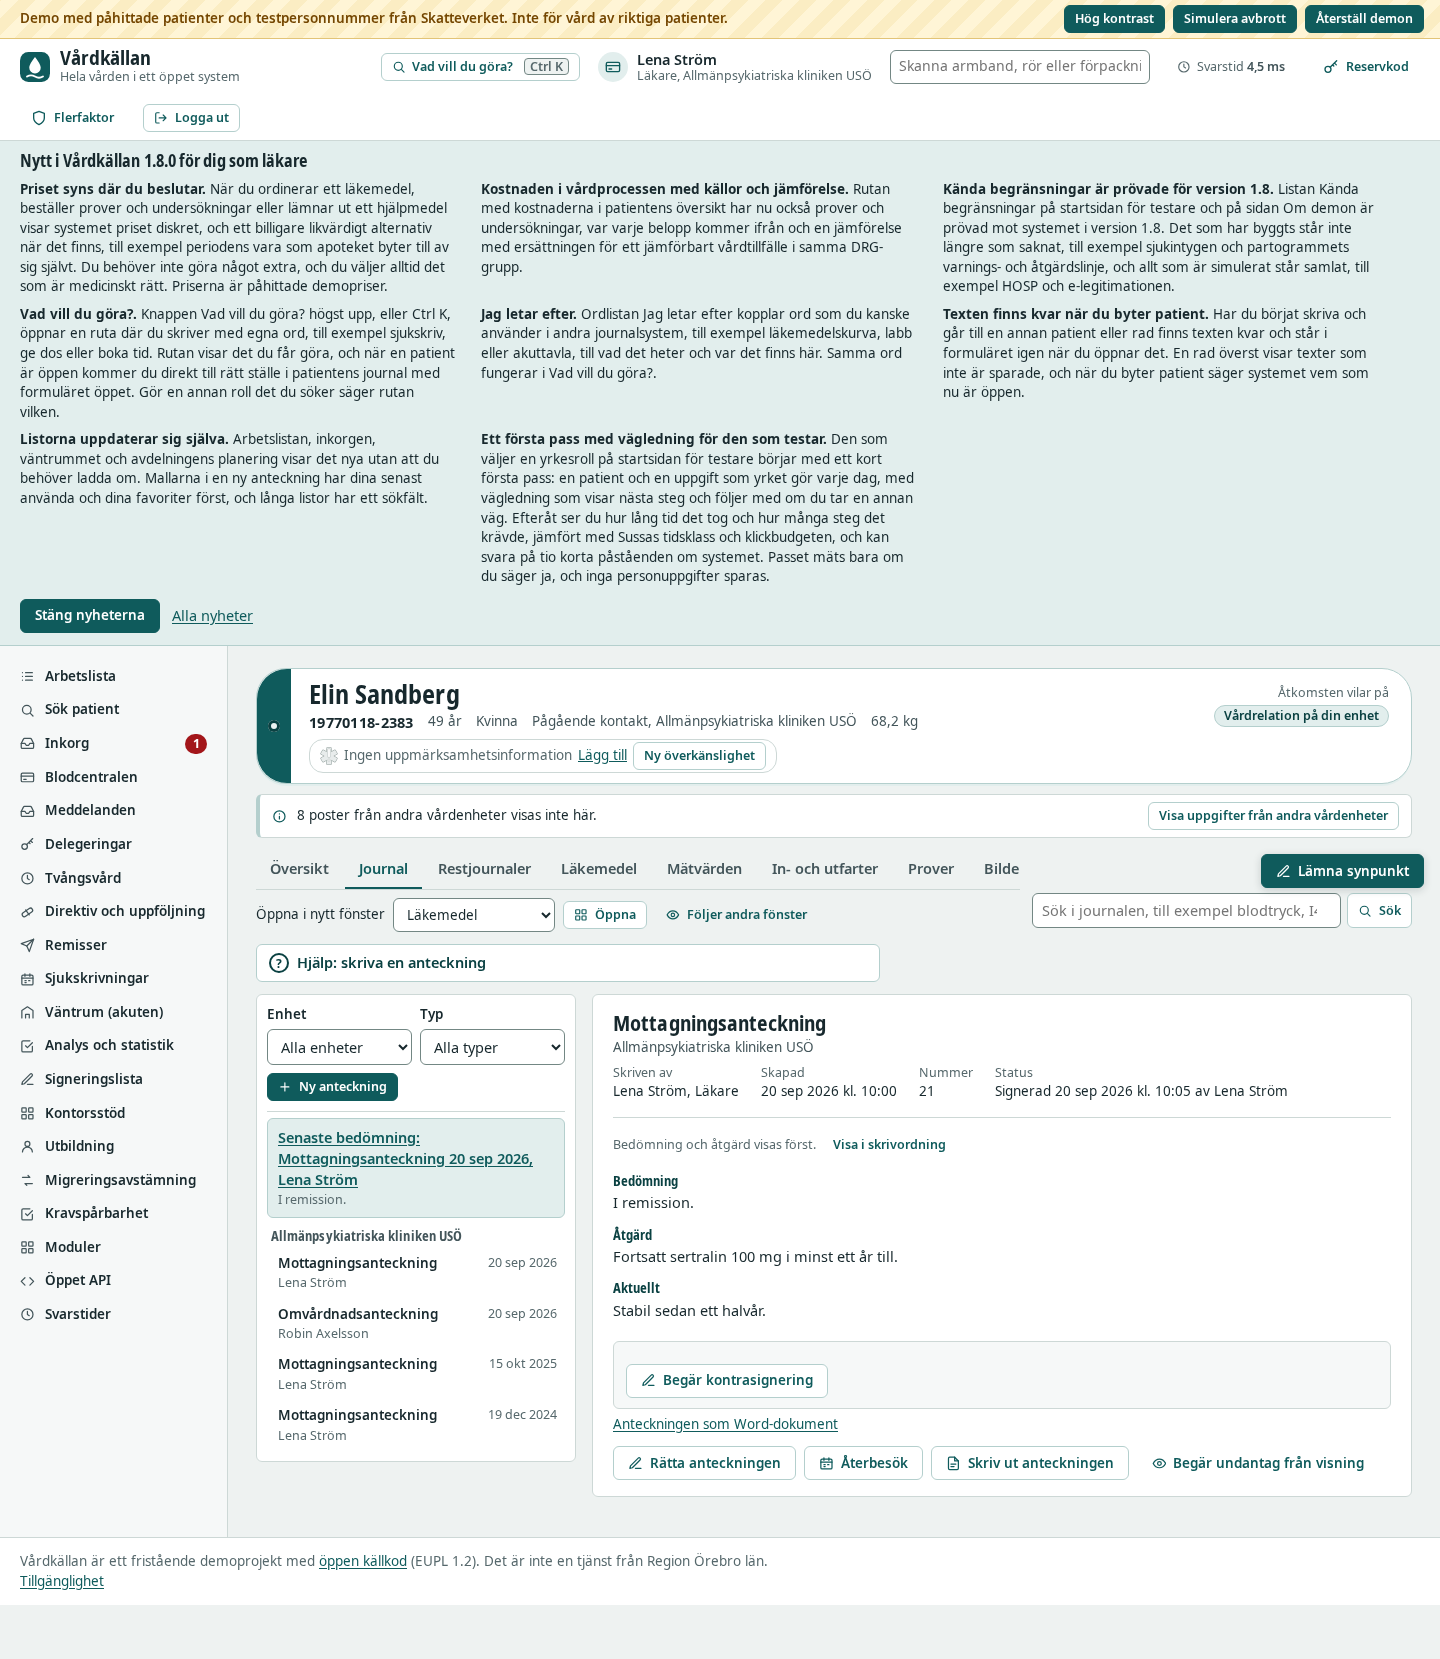 Demo med påhittade patienter och testpersonnummer från Skatteverket. Inte för vård av riktiga patienter.
Hög kontrast
Simulera avbrott
Återställ demon
Vårdkällan
Hela vården i ett öppet system
Vad vill du göra? Ctrl K
Lena Ström
Läkare, Allmänpsykiatriska kliniken USÖ
Skanna armband, rör eller förpackni
Svarstid 4,5 ms
Reservkod
Flerfaktor
Logga ut
Nytt i Vårdkällan 1.8.0 för dig som läkare
Priset syns där du beslutar. När du ordinerar ett läkemedel,
beställer prover och undersökningar eller lämnar ut ett hjälpmedel
visar systemet priset diskret, och ett billigare likvärdigt alternativ
när det finns, till exempel periodens vara som apoteket byter till av
sig självt. Du behöver inte göra något extra, och du väljer alltid det
som är medicinskt rätt. Priserna är påhittade demopriser.
Kostnaden i vårdprocessen med källor och jämförelse. Rutan
med kostnaderna i patientens översikt har nu också prover och
undersökningar, var varje belopp kommer ifrån och en jämförelse
med ersättningen för ett jämförbart vårdtillfälle i samma DRG-
grupp.
Kända begränsningar är prövade för version 1.8. Listan Kända
begränsningar på startsidan för testare och på sidan Om demon är
prövad mot systemet i version 1.8. Det som har byggts står inte
längre som saknat, till exempel sjukintygen och partogrammets
varnings- och åtgärdslinje, och allt som är simulerat står samlat, till
exempel HOSP och e-legitimationen.
Vad vill du göra?. Knappen Vad vill du göra? högst upp, eller Ctrl K,
öppnar en ruta där du skriver med egna ord, till exempel sjukskriv,
ge dos eller boka tid. Rutan visar det du får göra, och när en patient
är öppen kommer du direkt till rätt ställe i patientens journal med
formuläret öppet. Gör en annan roll det du söker säger rutan
vilken.
Jag letar efter. Ordlistan Jag letar efter kopplar ord som du kanske
använder i andra journalsystem, till exempel läkemedelskurva, labb
eller akuttavla, till vad det heter och var det finns här. Samma ord
fungerar i Vad vill du göra?.
Texten finns kvar när du byter patient. Har du börjat skriva och
går till en annan patient eller rad finns texten kvar och står i
formuläret igen när du öppnar det. En rad överst visar texter som
inte är sparade, och när du byter patient säger systemet vem som
nu är öppen.
Listorna uppdaterar sig själva. Arbetslistan, inkorgen,
väntrummet och avdelningens planering visar det nya utan att du
behöver ladda om. Mallarna i en ny anteckning har dina senast
använda och dina favoriter först, och långa listor har ett sökfält.
Ett första pass med vägledning för den som testar. Den som
väljer en yrkesroll på startsidan för testare börjar med ett kort
första pass: en patient och en uppgift som yrket gör varje dag, med
vägledning som visar nästa steg och följer med om du tar en annan
väg. Efteråt ser du hur lång tid det tog och hur många steg det
krävde, jämfört med Sussas tidsklass och klickbudgeten, och kan
svara på tio korta påståenden om systemet. Passet mäts bara om
du säger ja, och inga personuppgifter sparas.
Stäng nyheterna
Alla nyheter
Arbetslista
Sök patient
Inkorg 1
Blodcentralen
Meddelanden
Delegeringar
Tvångsvård
Direktiv och uppföljning
Remisser
Sjukskrivningar
Väntrum (akuten)
Analys och statistik
Signeringslista
Kontorsstöd
Utbildning
Migreringsavstämning
Kravspårbarhet
Moduler
Öppet API
Svarstider
Elin Sandberg
19770118-2383 49 år Kvinna Pågående kontakt, Allmänpsykiatriska kliniken USÖ 68,2 kg
Ingen uppmärksamhetsinformation Lägg till Ny överkänslighet
Åtkomsten vilar på
Vårdrelation på din enhet
8 poster från andra vårdenheter visas inte här.
Visa uppgifter från andra vårdenheter
Översikt Journal Restjournaler Läkemedel Mätvärden In- och utfarter Prover Bilde
Lämna synpunkt
Öppna i nytt fönster Läkemedel Öppna Följer andra fönster
Sök i journalen, till exempel blodtryck, I4
Sök
? Hjälp: skriva en anteckning
Enhet Typ
Alla enheter Alla typer
Ny anteckning
Senaste bedömning:
Mottagningsanteckning 20 sep 2026,
Lena Ström
I remission.
Allmänpsykiatriska kliniken USÖ
Mottagningsanteckning 20 sep 2026
Lena Ström
Omvårdnadsanteckning 20 sep 2026
Robin Axelsson
Mottagningsanteckning 15 okt 2025
Lena Ström
Mottagningsanteckning 19 dec 2024
Lena Ström
Mottagningsanteckning
Allmänpsykiatriska kliniken USÖ
Skriven av Skapad Nummer Status
Lena Ström, Läkare 20 sep 2026 kl. 10:00 21 Signerad 20 sep 2026 kl. 10:05 av Lena Ström
Bedömning och åtgärd visas först. Visa i skrivordning
Bedömning
I remission.
Åtgärd
Fortsatt sertralin 100 mg i minst ett år till.
Aktuellt
Stabil sedan ett halvår.
Begär kontrasignering
Anteckningen som Word-dokument
Rätta anteckningen Återbesök Skriv ut anteckningen Begär undantag från visning
Vårdkällan är ett fristående demoprojekt med öppen källkod (EUPL 1.2). Det är inte en tjänst från Region Örebro län.
Tillgänglighet